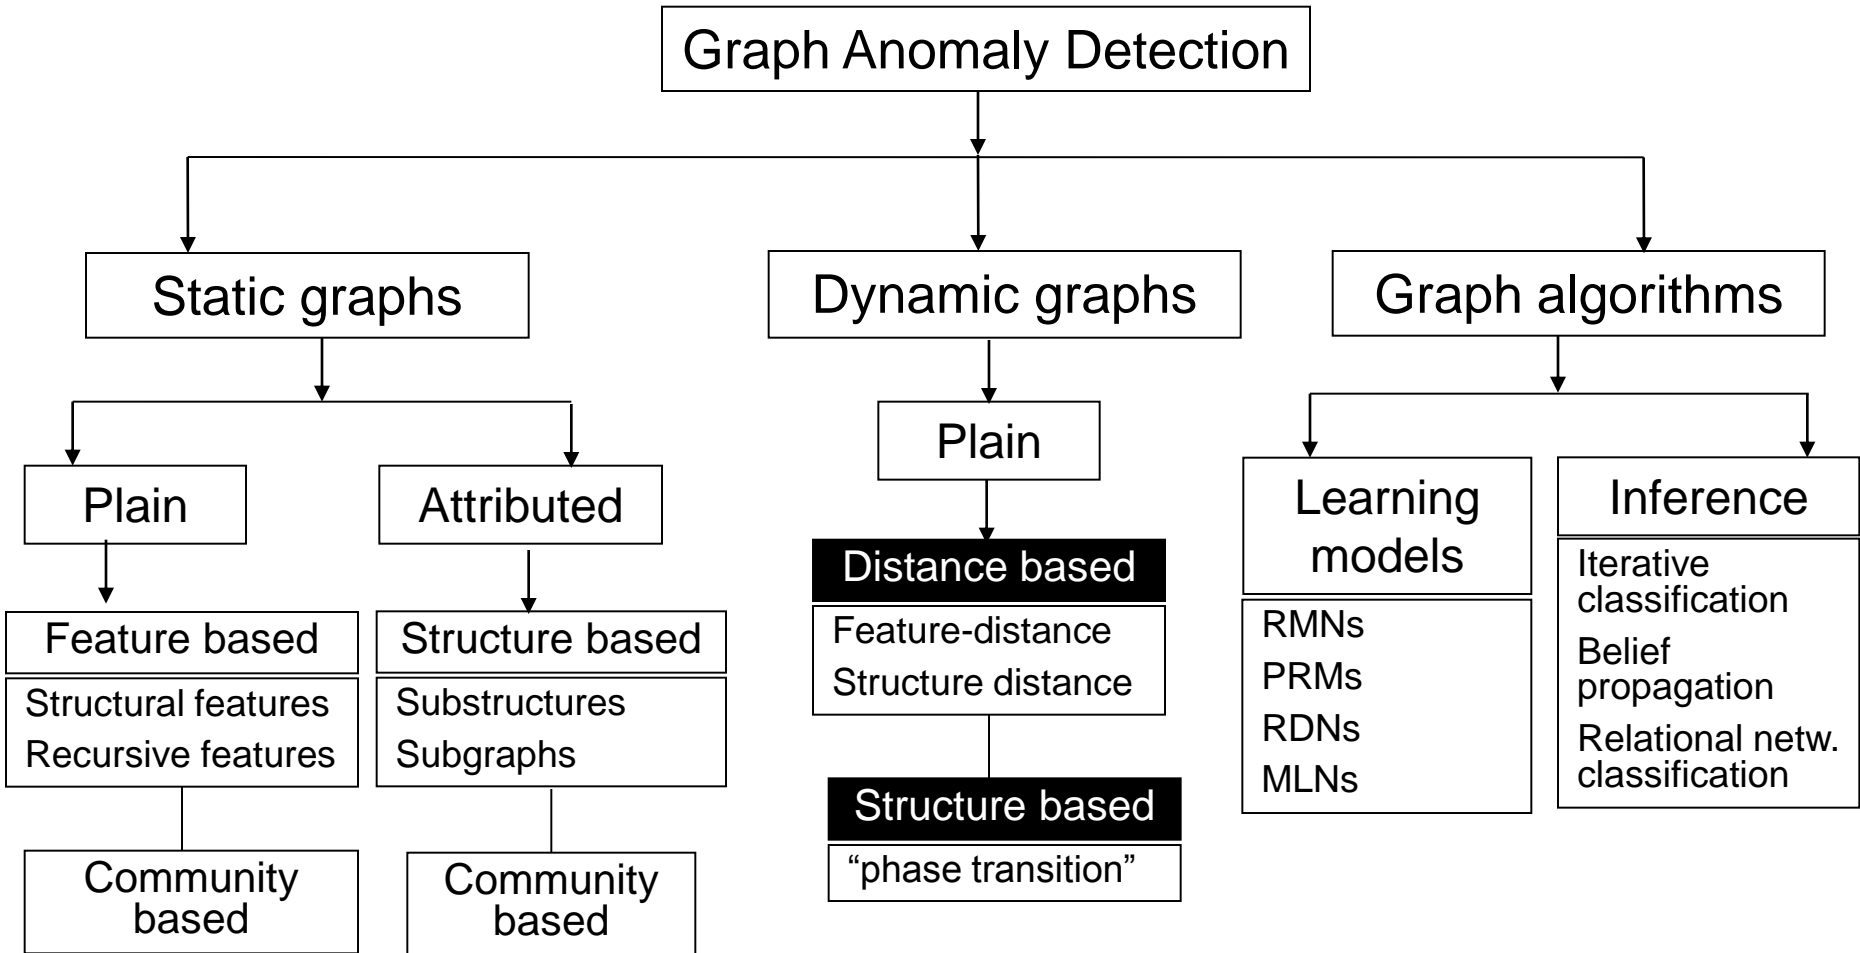 Graph Anomaly Detection
Static graphs
Dynamic graphs
Graph algorithms
Plain
Attributed
Plain
Learning
models
Inference
Feature based
Structural features
Recursive features
Community
based
Structure based
Substructures
Subgraphs
Community
based
Distance based
Feature-distance
Structure distance
Structure based
“phase transition”
RMNs
PRMs
RDNs
MLNs
Iterative
classification
Belief
propagation
Relational netw.
classification